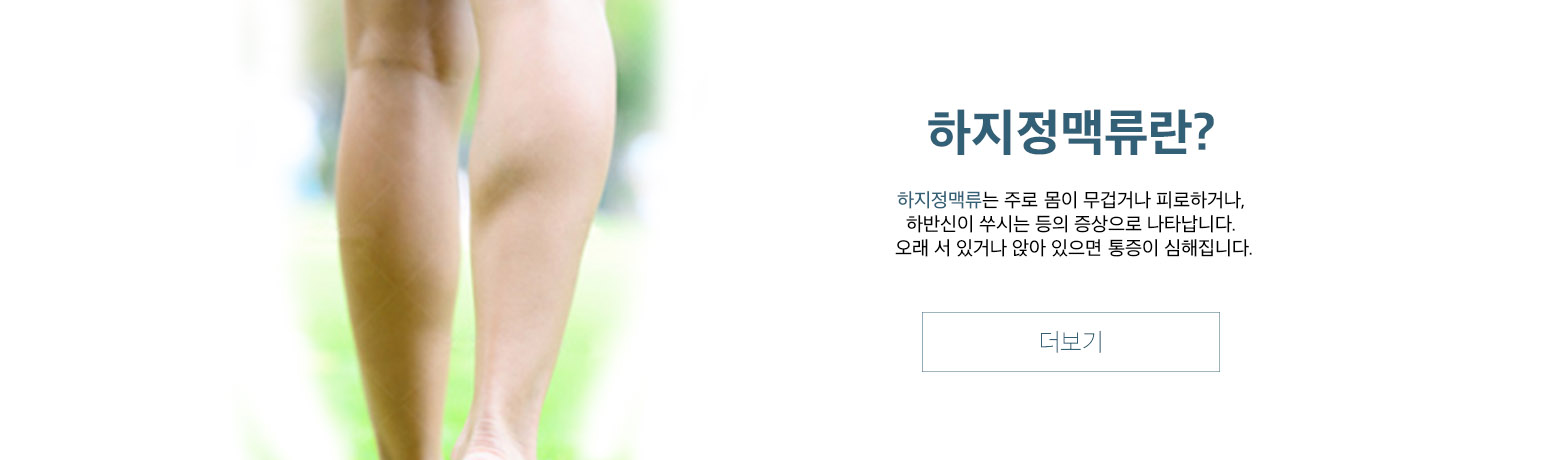 하지정맥류란?
하지정맥류는 주로 몸이 무겁거나 피로하거나,
하반신이 쑤시는 등의 증상으로 나타납니다.
오래 서 있거나 앉아 있으면 통증이 심해집니다.
더보기